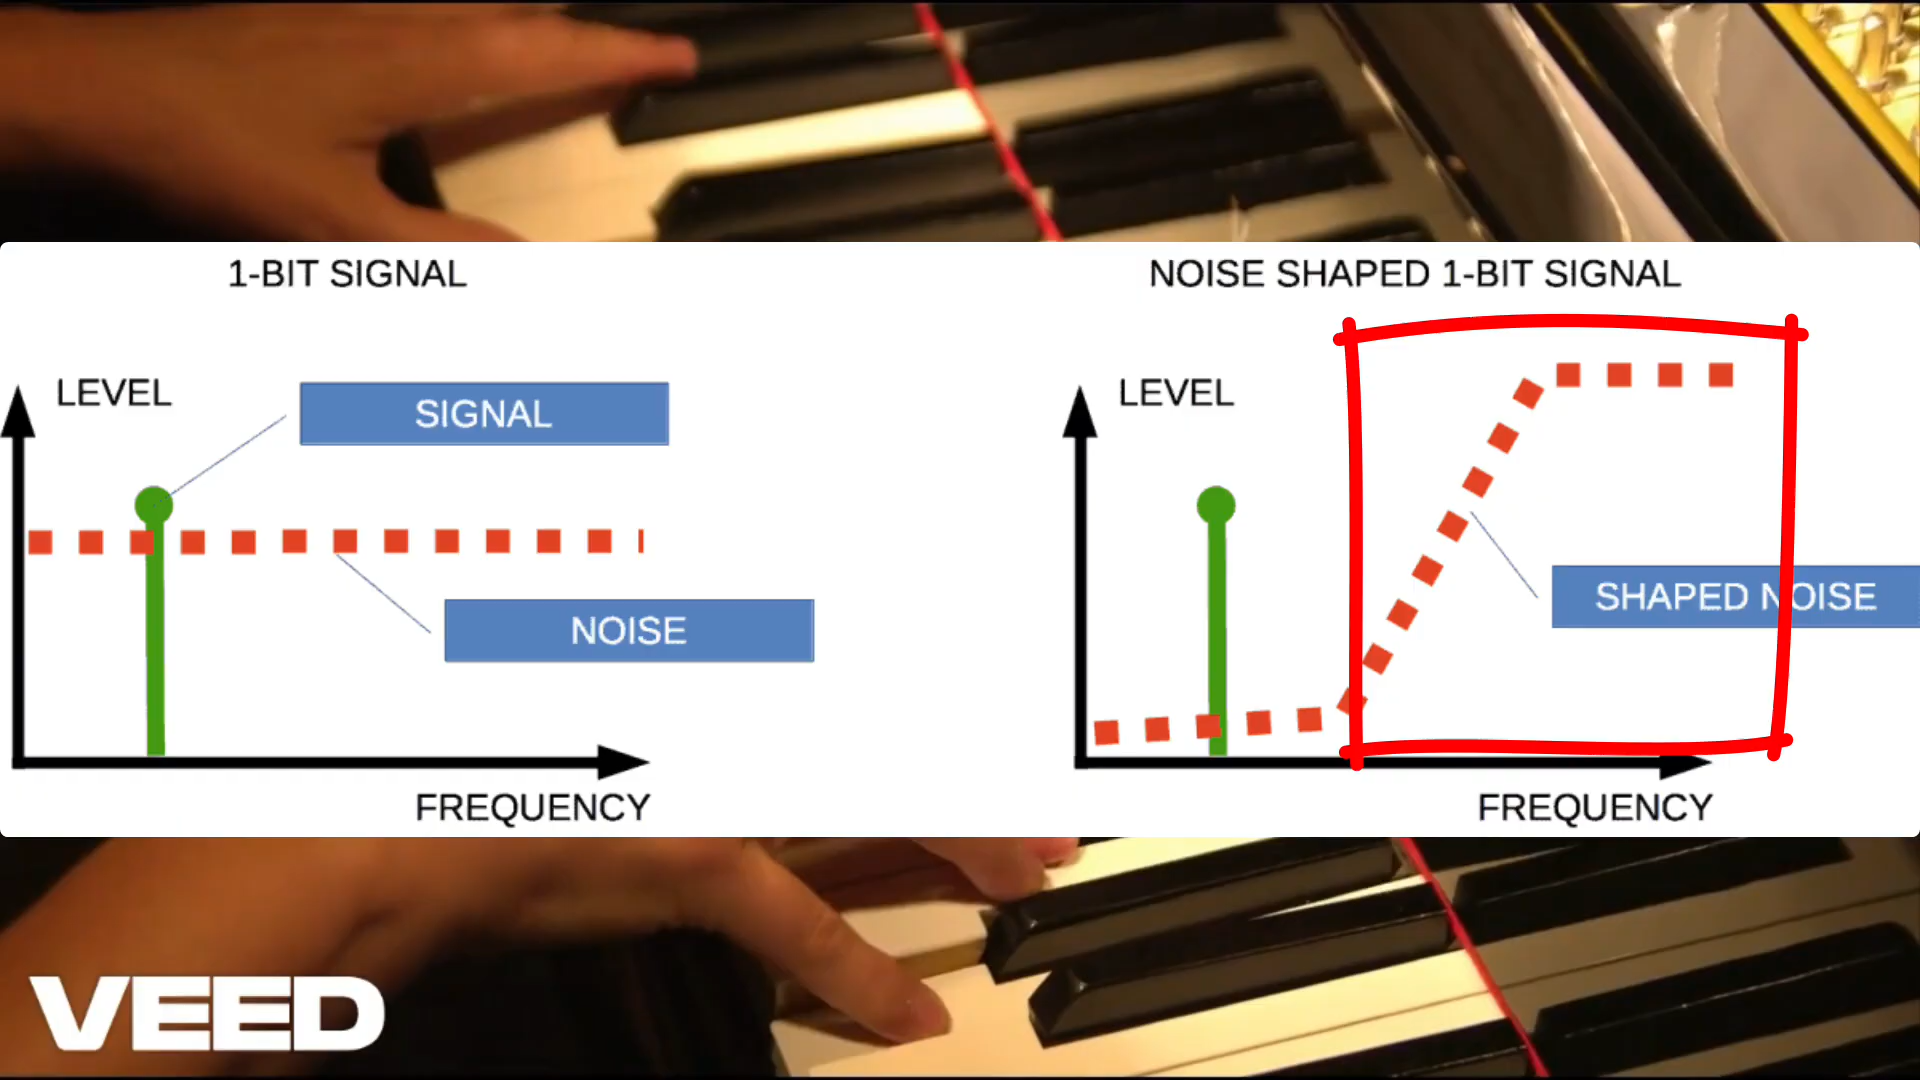 1-BIT SIGNAL
LEVEL
SIGNAL
NOISE
FREQUENCY
NOISE SHAPED 1-BIT SIGNAL
LEVEL
SHAPED NOISE
FREQUENCY
VEED